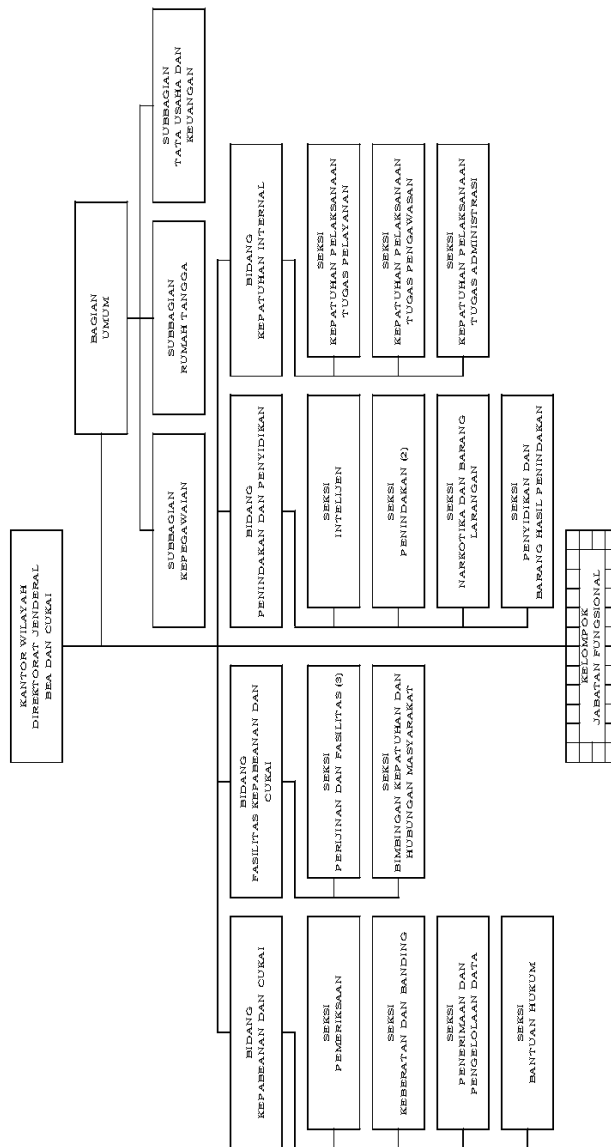 KANTOR WILAYAH
DIREKTORAT JENDERAL
BEA DAN CUKAI
BAGIAN
UMUM
SUBBAGIAN
KEPEGAWAIAN
SUBBAGIAN
RUMAH TANGGA
SUBBAGIAN
TATA USAHA DAN
KEUANGAN
BIDANG
KEPABEANAN DAN CUKAI
BIDANG
FASILITAS KEPABEANAN DAN
CUKAI
BIDANG
PENINDAKAN DAN PENYIDIKAN
BIDANG
KEPATUHAN INTERNAL
SEKSI
PEMERIKSAAN
SEKSI
PERIJINAN DAN FASILITAS (3)
SEKSI
INTELIJEN
SEKSI
KEPATUHAN PELAKSANAAN
TUGAS PELAYANAN
SEKSI
KEBERATAN DAN BANDING
SEKSI
BIMBINGAN KEPATUHAN DAN
HUBUNGAN MASYARAKAT
SEKSI
PENINDAKAN (2)
SEKSI
KEPATUHAN PELAKSANAAN
TUGAS PENGAWASAN
SEKSI
PENERIMAAN DAN
PENGELOLAAN DATA
SEKSI
NARKOTIKA DAN BARANG
LARANGAN
SEKSI
KEPATUHAN PELAKSANAAN
TUGAS ADMINISTRASI
SEKSI
BANTUAN HUKUM
SEKSI
PENYIDIKAN DAN
BARANG HASIL PENINDAKAN
KELOMPOK
JABATAN FUNGSIONAL